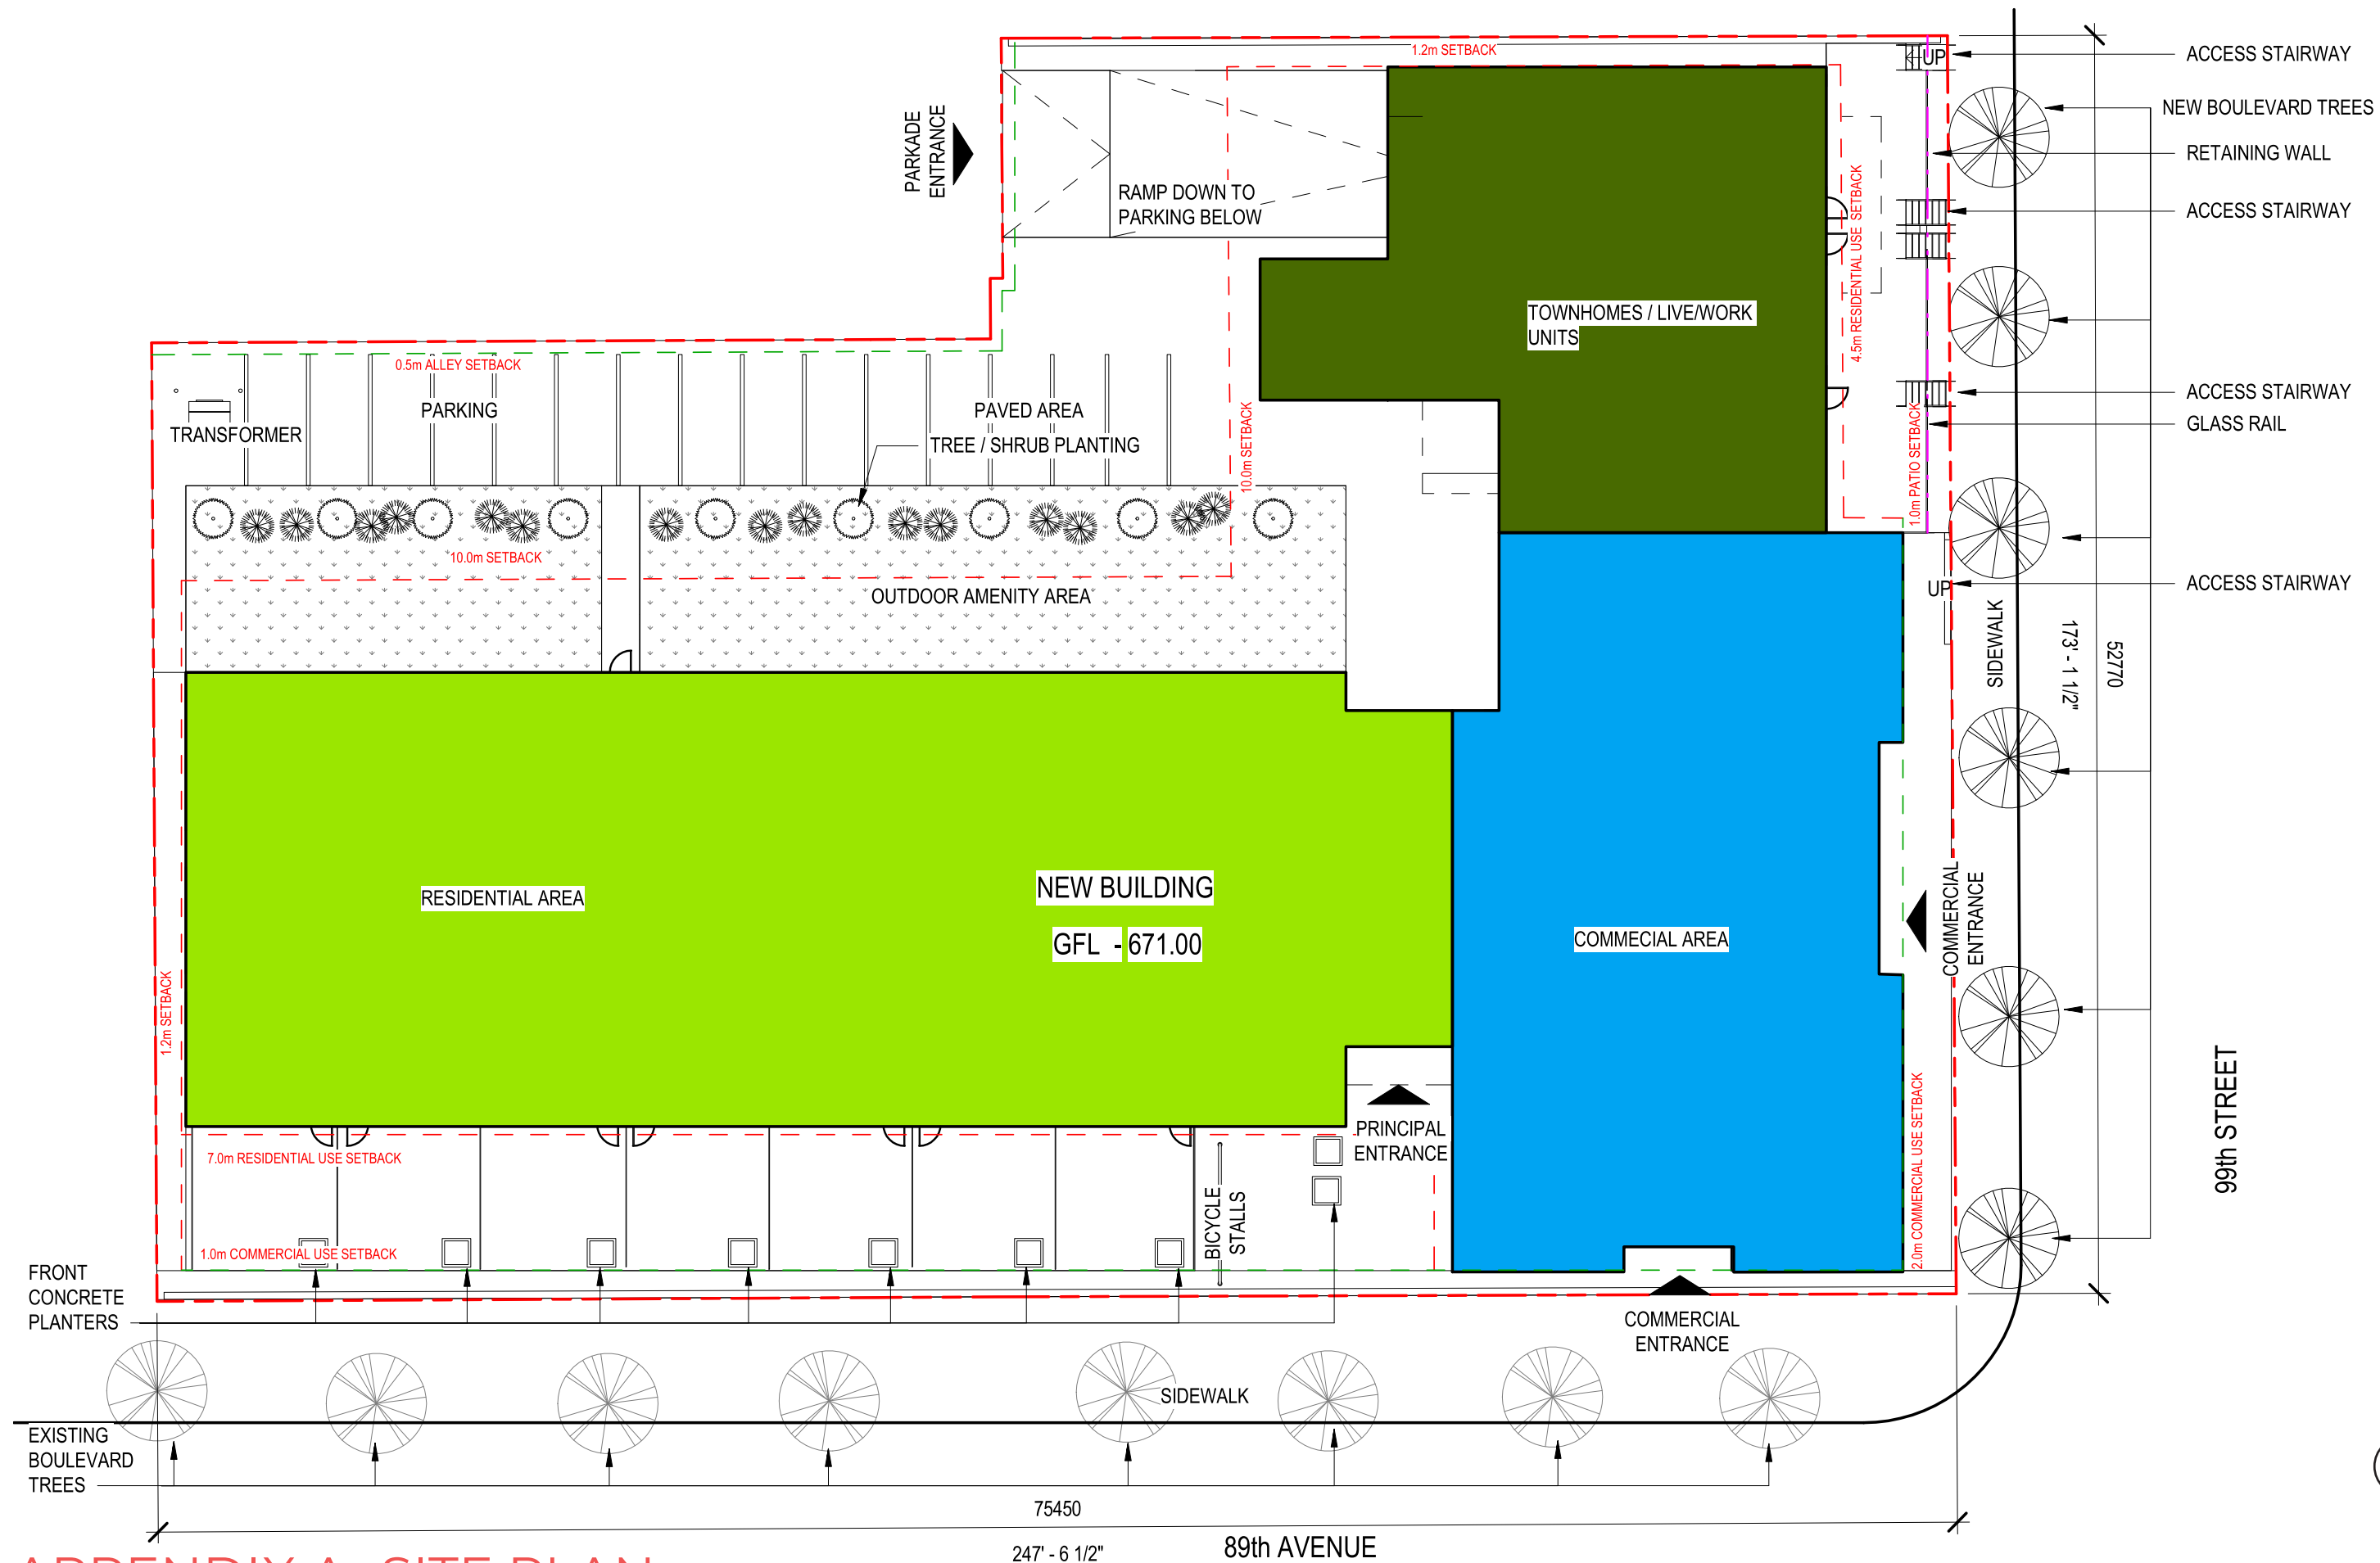 1.2m SETBACK
UP
ACCESS STAIRWAY
NEW BOULEVARD TREES
RETAINING WALL
ACCESS STAIRWAY
PARKADE
ENTRANCE
RAMP DOWN TO
PARKING BELOW
4.5m RESIDENTIAL USE SETBACK
TOWNHOMES / LIVE/WORK
UNITS
0.5m ALLEY SETBACK
TRANSFORMER
PARKING
PAVED AREA
TREE / SHRUB PLANTING
10.0m SETBACK
1.0m PATIO SETBACK
ACCESS STAIRWAY
GLASS RAIL
10.0m SETBACK
OUTDOOR AMENITY AREA
UP
ACCESS STAIRWAY
SIDEWALK
173' - 1 1/2"
52770
RESIDENTIAL AREA
NEW BUILDING
GFL - 671.00
COMMECIAL AREA
COMMERCIAL
ENTRANCE
1.2m SETBACK
99th STREET
2.0m COMMERCIAL USE SETBACK
PRINCIPAL
ENTRANCE
7.0m RESIDENTIAL USE SETBACK
BICYCLE
STALLS
1.0m COMMERCIAL USE SETBACK
FRONT
CONCRETE
PLANTERS
COMMERCIAL
ENTRANCE
SIDEWALK
EXISTING
BOULEVARD
TREES
75450
247' - 6 1/2"
89th AVENUE
APPENDIX A- SITE PLAN